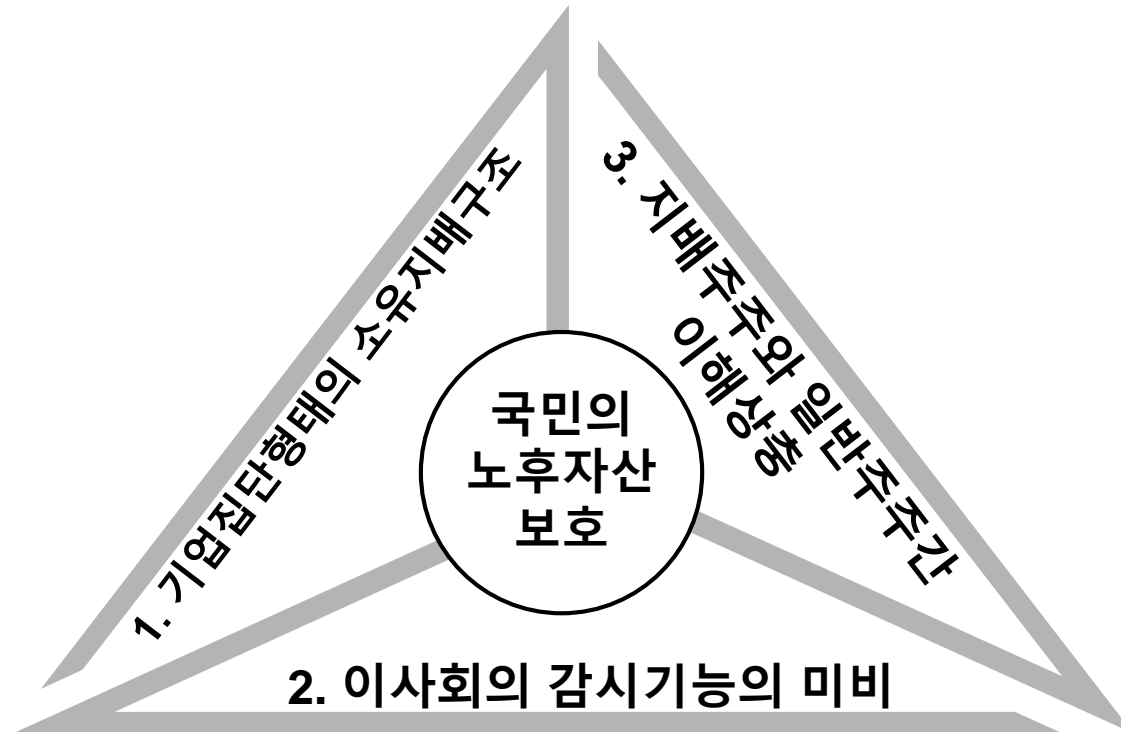 1. 기업집단형태의 소유지배구조
3. 지배주주와 일반주주간
이해상충
국민의
노후자산
보호
2. 이사회의 감시기능의 미비